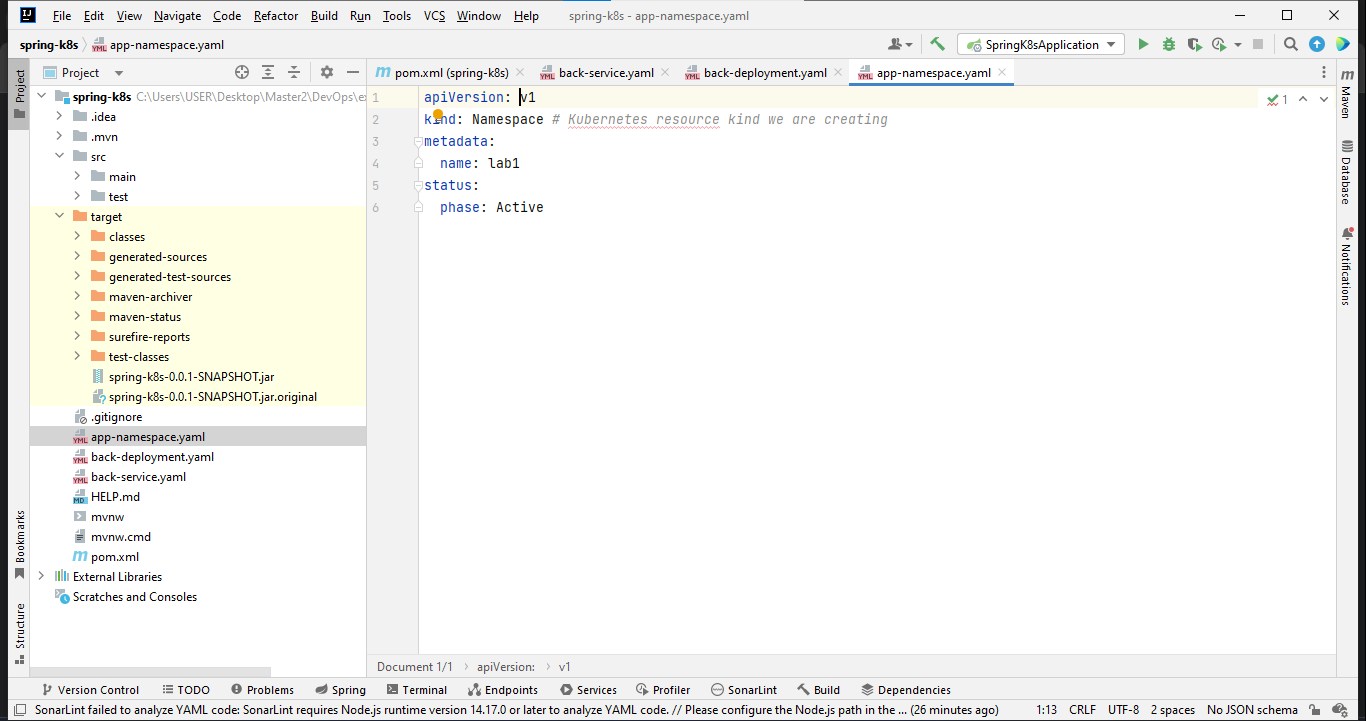 File Edit View Navigate Code Refactor Build Run Tools VCS Window Help spring-k8s - app-namespace.yaml
spring-k8s app-namespace.yaml SpringK8sApplication
Project
Project
pom.xml (spring-k8s) back-service.yaml back-deployment.yaml app-namespace.yaml
spring-k8s C:\Users\USER\Desktop\Master2\DevOps\e
.idea
.mvn
src
main
test
target
classes
generated-sources
generated-test-sources
maven-archiver
maven-status
surefire-reports
test-classes
spring-k8s-0.0.1-SNAPSHOT.jar
spring-k8s-0.0.1-SNAPSHOT.jar.original
.gitignore
app-namespace.yaml
back-deployment.yaml
back-service.yaml
HELP.md
mvnw
mvnw.cmd
pom.xml
External Libraries
Scratches and Consoles
Bookmarks
Structure
1 apiVersion: v1
2 kind: Namespace # Kubernetes resource kind we are creating
3 metadata:
4 name: lab1
5 status:
6 phase: Active
1
Maven
Database
Notifications
Document 1/1 apiVersion: v1
Version Control TODO Problems Spring Terminal Endpoints Services Profiler SonarLint Build Dependencies
SonarLint failed to analyze YAML code: SonarLint requires Node.js runtime version 14.17.0 or later to analyze YAML code. // Please configure the Node.js path in the ... (26 minutes ago) 1:13 CRLF UTF-8 2 spaces No JSON schema